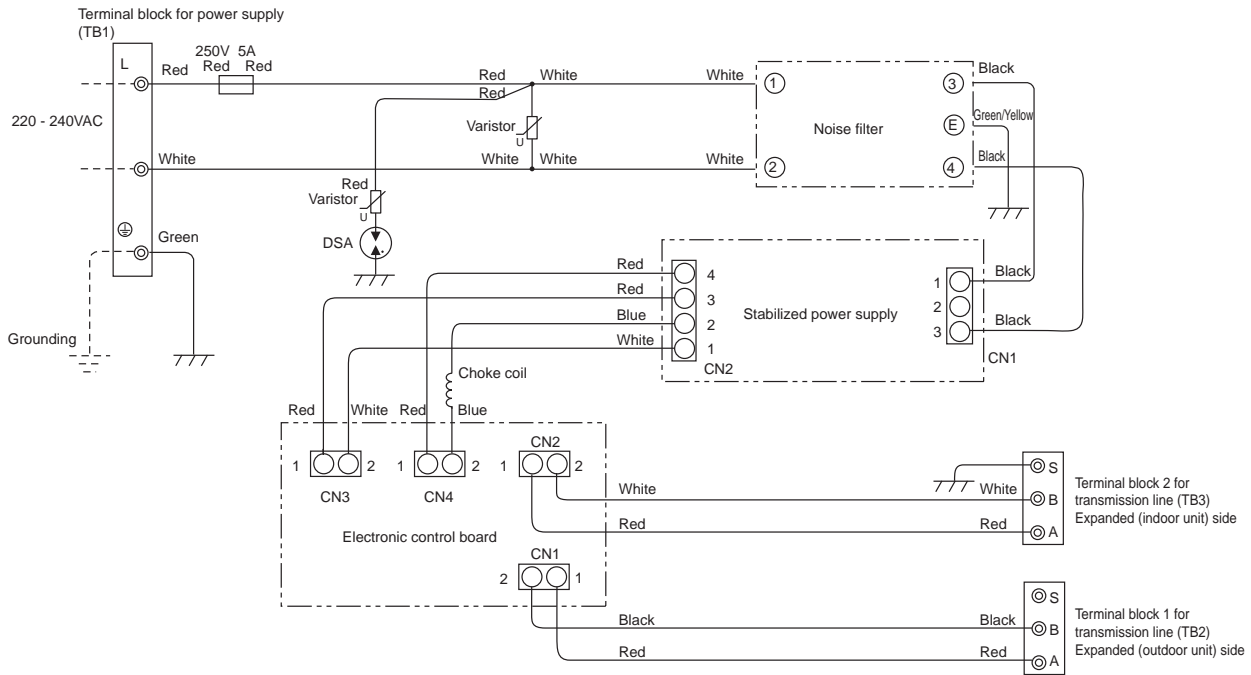 Terminal block for power supply
(TB1)
L
250V 5A
Red
Red
Red
Red
White
White
Red
220 - 240VAC
Varistor
U
White
White
White
White
Noise filter
1
2
3
E
4
Black
Green/Yellow
Black
Red
Varistor
U
DSA
Green
Grounding
Red
Red
Blue
White
4
3
2
1
CN2
Stabilized power supply
1
2
3
CN1
Black
Black
Choke coil
Red
White
Red
Blue
1
2
CN3
1
2
CN4
CN2
1
2
Electronic control board
CN1
2
1
White
White
Red
Red
S
B
A
Terminal block 2 for
transmission line (TB3)
Expanded (indoor unit) side
Black
Black
Red
Red
S
B
A
Terminal block 1 for
transmission line (TB2)
Expanded (outdoor unit) side